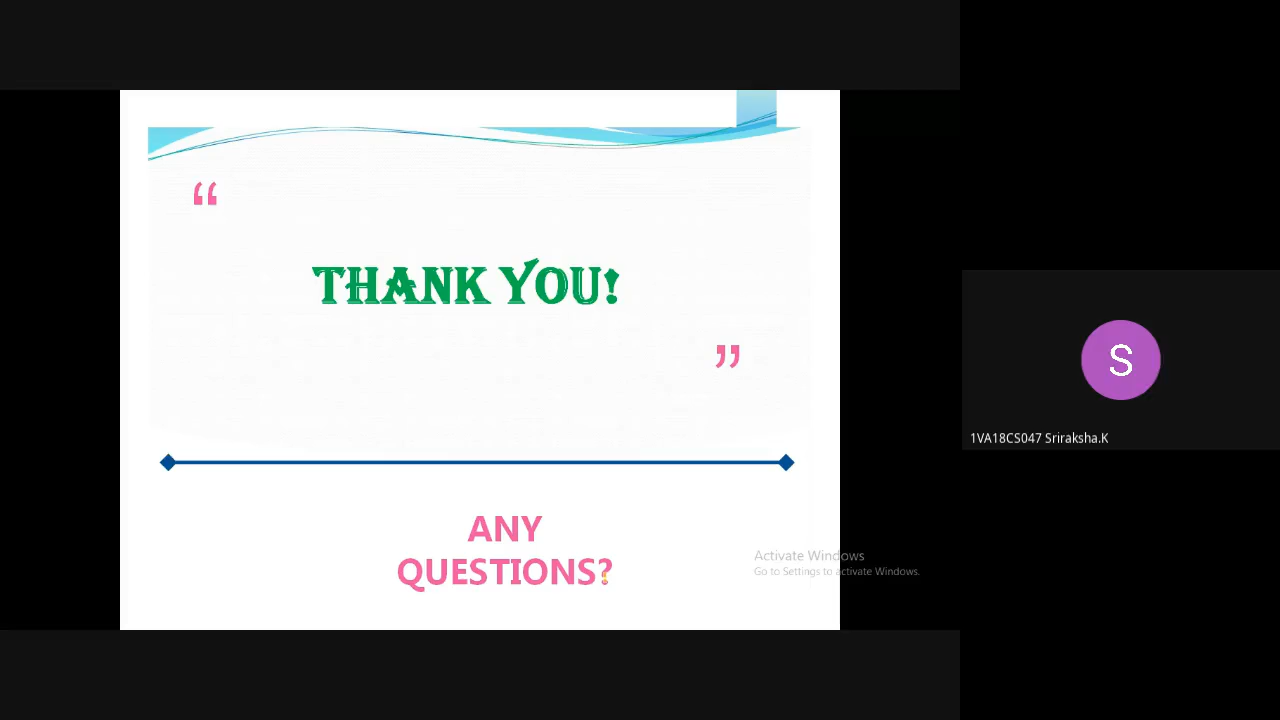 “
THANK YOU!
”
ANY
QUESTIONS?
Activate Windows
Go to Settings to activate Windows.
S
1VA18CS047 Sriraksha.K